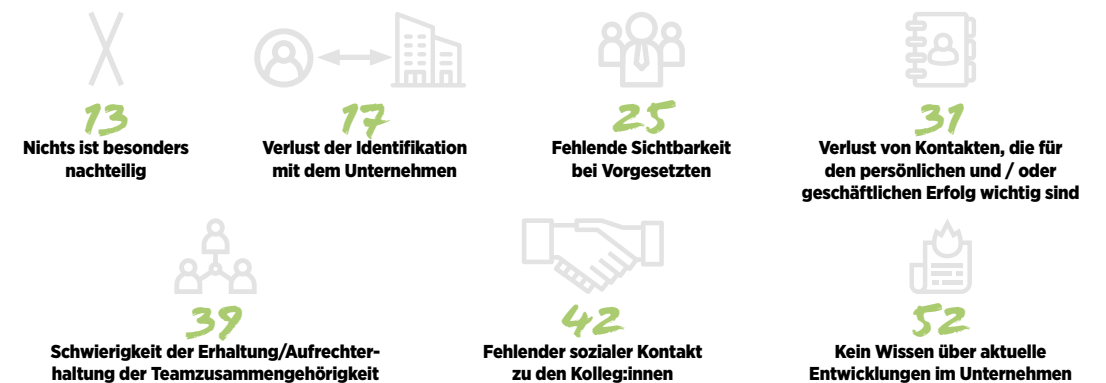 13
Nichts ist besonders
nachteilig
17
Verlust der Identifikation
mit dem Unternehmen
25
Fehlende Sichtbarkeit
bei Vorgesetzten
31
Verlust von Kontakten, die für
den persönlichen und / oder
geschäftlichen Erfolg wichtig sind
39
Schwierigkeit der Erhaltung/Aufrechter-
haltung der Teamzusammengehörigkeit
42
Fehlender sozialer Kontakt
zu den Kolleg:innen
52
Kein Wissen über aktuelle
Entwicklungen im Unternehmen